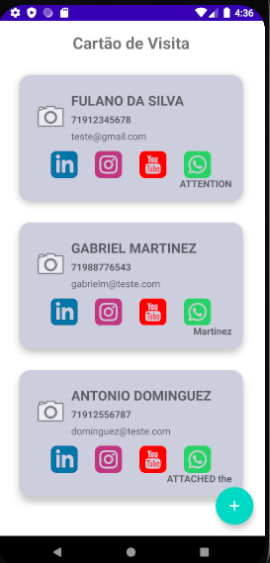 4:36
Cartão de Visita
FULANO DA SILVA
71912345678
teste@gmail.com
in
You
Tube
ATTENTION
GABRIEL MARTINEZ
71988776543
gabrielm@teste.com
in
You
Tube
Martinez
ANTONIO DOMINGUEZ
71912556787
dominguez@teste.com
in
You
Tube
ATTACHED the
+